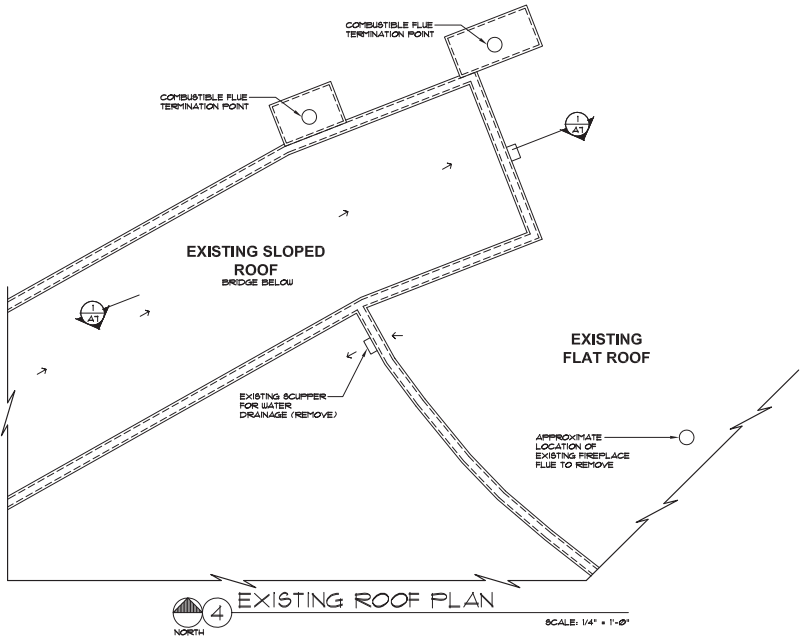 COMBUSTIBLE FLUE
TERMINATION POINT
COMBUSTIBLE FLUE
TERMINATION POINT
1
A7
EXISTING SLOPED
ROOF
BRIDGE BELOW
1
A7
EXISTING
FLAT ROOF
EXISTING SCUPPER
FOR WATER
DRAINAGE (REMOVE)
APPROXIMATE
LOCATION OF
EXISTING FIREPLACE
FLUE TO REMOVE
4
EXISTING ROOF PLAN
NORTH
SCALE: 1/4" = 1'-0"